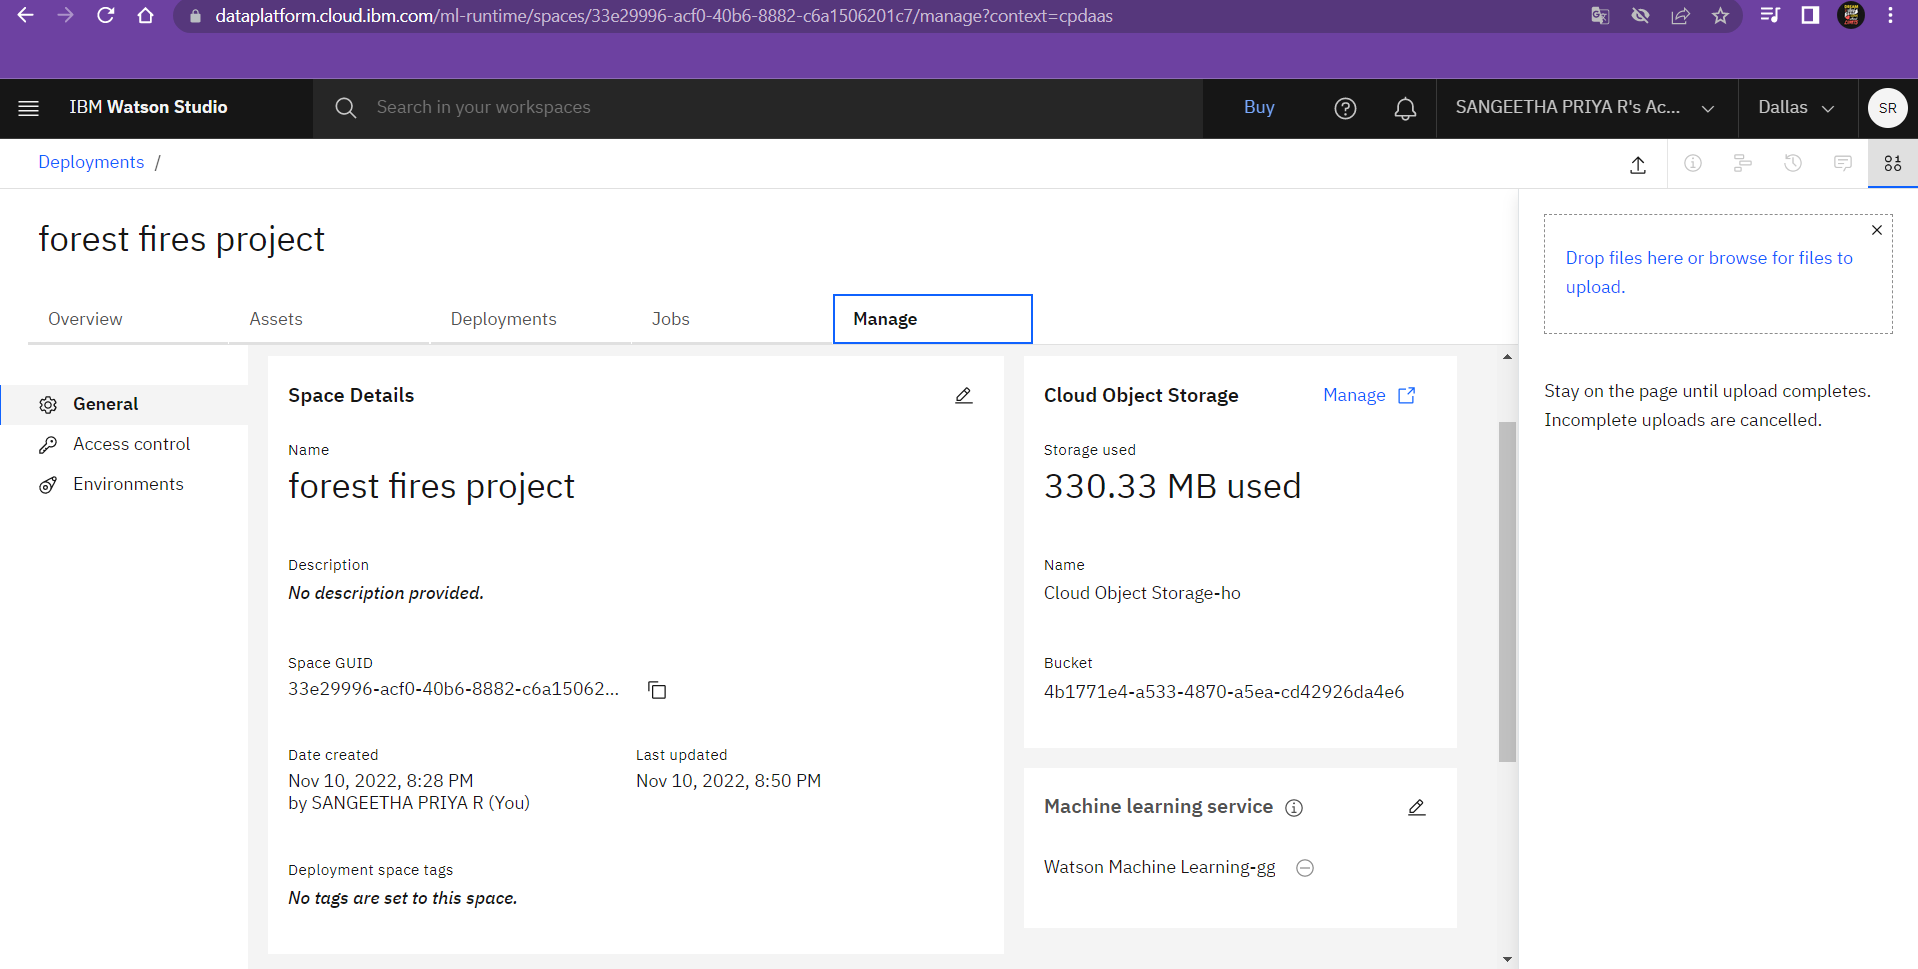 dataplatform.cloud.ibm.com/ml-runtime/spaces/33e29996-acf0-40b6-8882-c6a1506201c7/manage?context=cpdaas
IBM Watson Studio
Search in your workspaces
Buy
SANGEETHA PRIYA R's Ac...
Dallas
SR
Deployments /
forest fires project
Overview
Assets
Deployments
Jobs
Manage
General
Access control
Environments
Space Details
Name
forest fires project
Description
No description provided.
Space GUID
33e29996-acf0-40b6-8882-c6a15062...
Date created
Nov 10, 2022, 8:28 PM
by SANGEETHA PRIYA R (You)
Last updated
Nov 10, 2022, 8:50 PM
Deployment space tags
No tags are set to this space.
Cloud Object Storage
Manage
Storage used
330.33 MB used
Name
Cloud Object Storage-ho
Bucket
4b1771e4-a533-4870-a5ea-cd42926da4e6
Machine learning service
Watson Machine Learning-gg
Drop files here or browse for files to
upload.
Stay on the page until upload completes.
Incomplete uploads are cancelled.